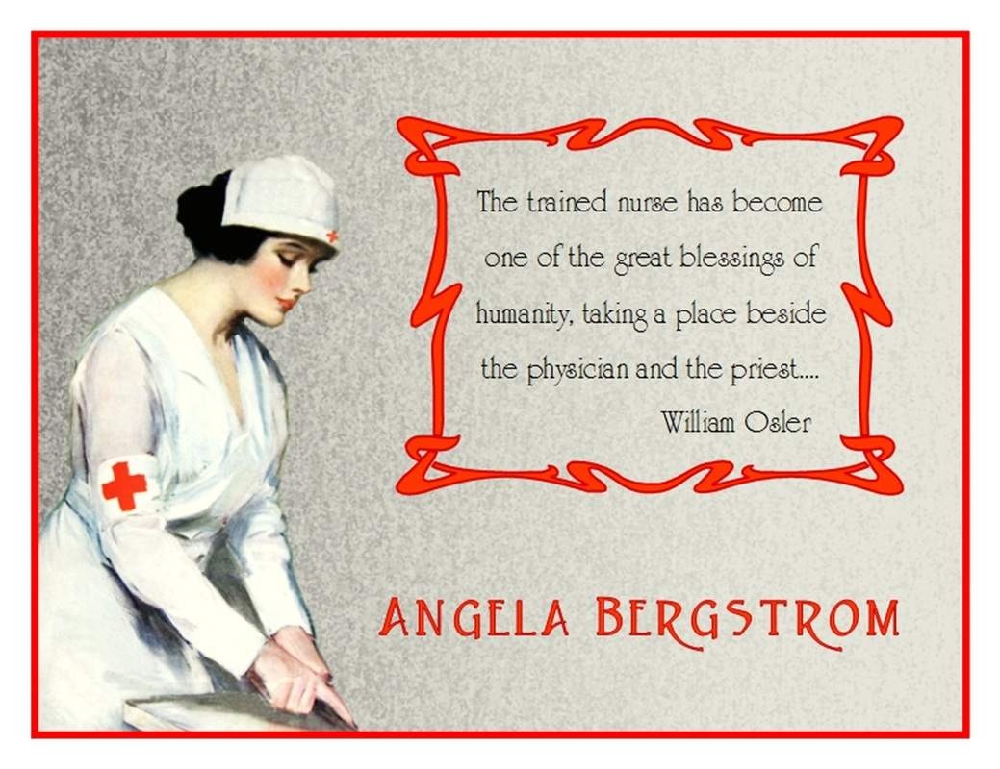 The trained nurse has become
one of the great blessings of
humanity, taking a place beside
the physician and the priest....
William Osler
ANGELA BERGSTROM